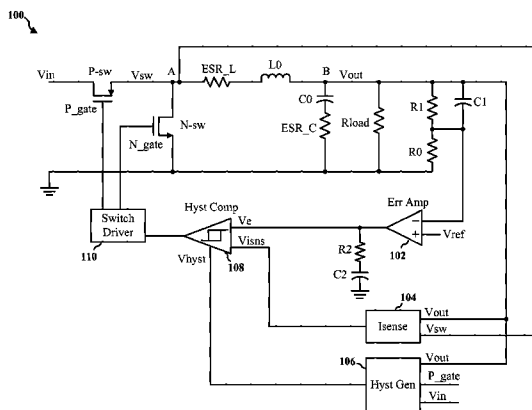 100
P-sw
Vin
Vsw
A
ESR_L
L0
B
Vout
P_gate
N-sw
N_gate
C0
ESR_C
Rload
R1
C1
R0
Switch
Driver
110
Hyst Comp
Ve
Visns
Vhyst
108
Err Amp
102
Vref
R2
C2
104
Isense
Vout
Vsw
106
Hyst Gen
Vout
P_gate
Vin